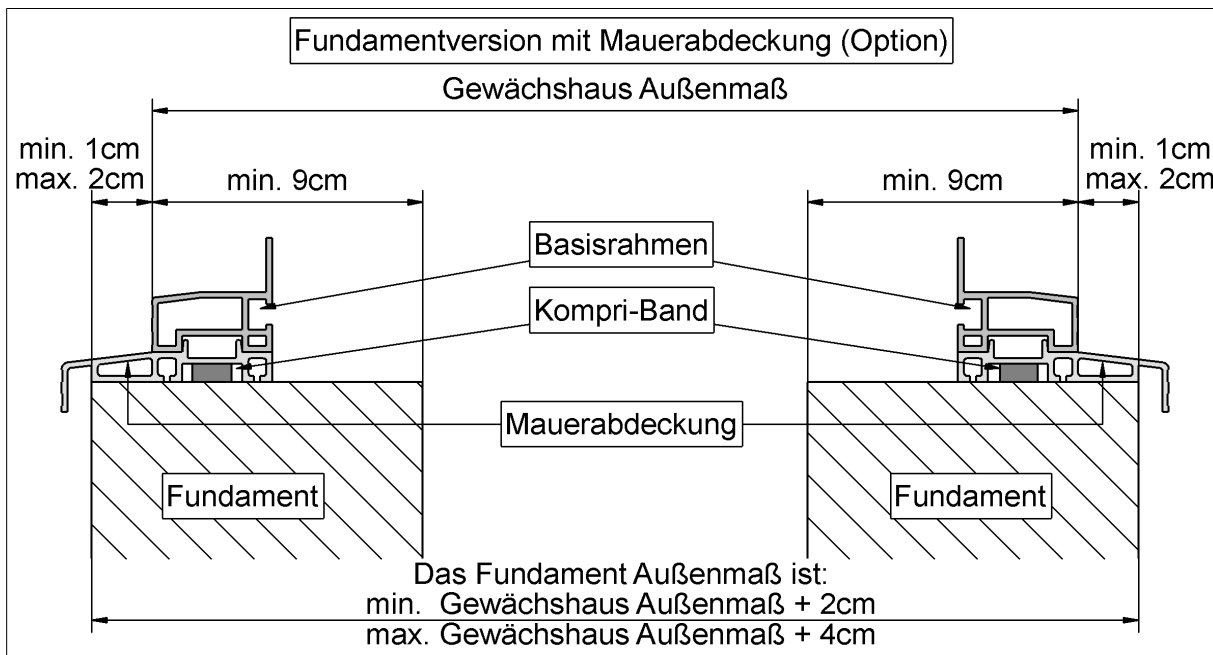 Fundamentversion mit Mauerabdeckung (Option)
Gewächshaus Außenmaß
min. 1cm
max. 2cm
min. 9cm
min. 9cm
min. 1cm
max. 2cm
Basisrahmen
Kompri-Band
Mauerabdeckung
Fundament
Fundament
Das Fundament Außenmaß ist:
min. Gewächshaus Außenmaß + 2cm
max. Gewächshaus Außenmaß + 4cm